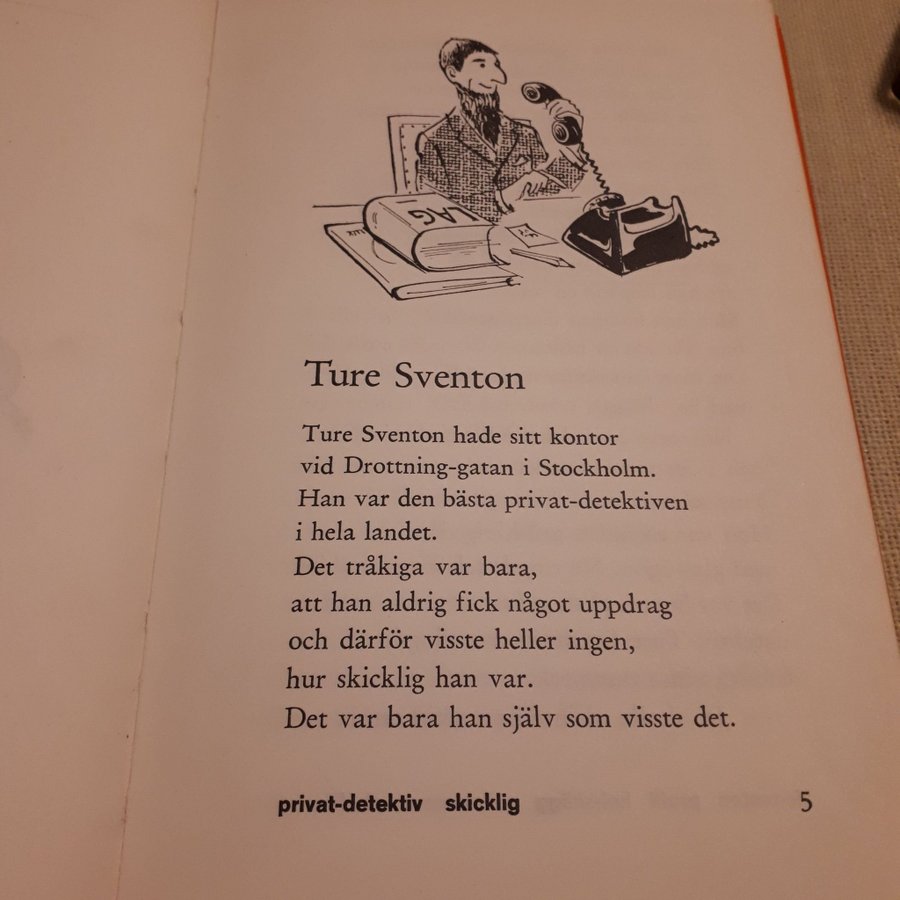 LAG
Ture Sventon
Ture Sventon hade sitt kontor
vid Drottning-gatan i Stockholm.
Han var den bästa privat-detektiven
i hela landet.
Det tråkiga var bara,
att han aldrig fick något uppdrag
och därför visste heller ingen,
hur skicklig han var.
Det var bara han själv som visste det.
privat-detektiv skicklig 5